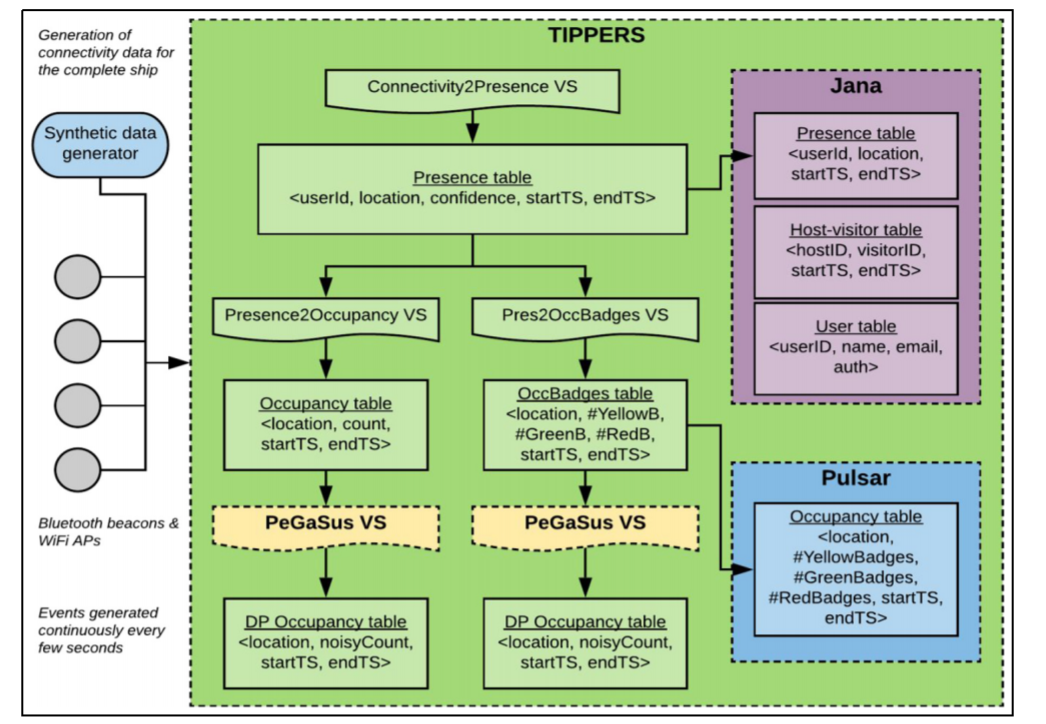 Generation of
connectivity data for
the complete ship
Synthetic data
generator
Bluetooth beacons &
WiFi APs
Events generated
continuously every
few seconds
TIPPERS
Connectivity2Presence VS
Presence table
<userId, location, confidence, startTS, endTS>
Presence2Occupancy VS
Pres2OccBadges VS
Occupancy table
<location, count,
startTS, endTS>
OccBadges table
<location, #YellowB,
#GreenB, #RedB,
startTS, endTS>
PeGaSus VS
PeGaSus VS
DP Occupancy table
<location, noisyCount,
startTS, endTS>
DP Occupancy table
<location, noisyCount,
startTS, endTS>
Jana
Presence table
<userId, location,
startTS, endTS>
Host-visitor table
<hostID, visitorID,
startTS, endTS>
User table
<userID, name, email,
auth>
Pulsar
Occupancy table
<location,
#YellowBadges,
#GreenBadges,
#RedBadges, startTS,
endTS>